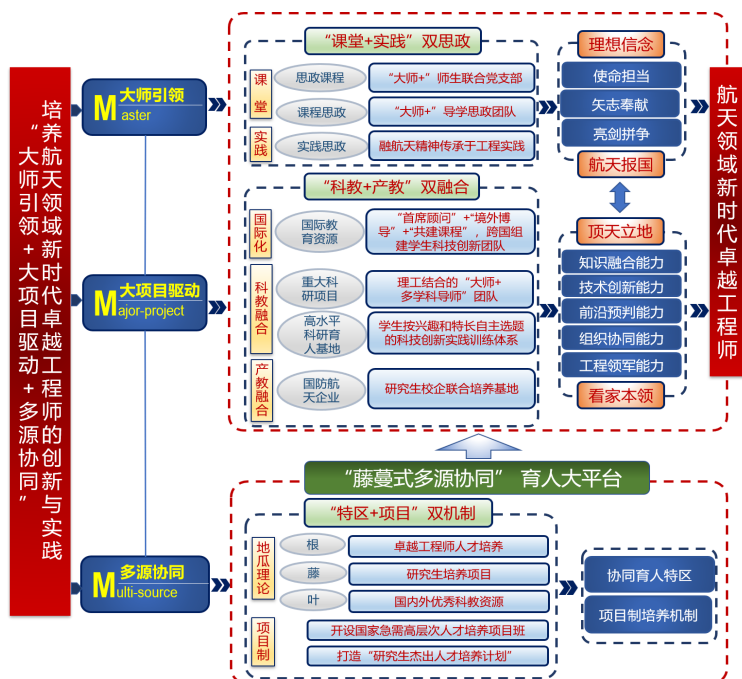 培养航天领域新时代卓越工程师的创新与实践
“大师引领+大项目驱动+多源协同”
大师引领
Master
大项目驱动
Major-project
多源协同
Multi-source
“课堂+实践”双思政
课堂
思政课程
“大师+”师生联合党支部
课程思政
“大师+”导学思政团队
实践
实践思政
融航天精神传承于工程实践
“科教+产教”双融合
国际化
国际教
育资源
“首席顾问”+“境外博
导”+“共建课程”，跨国组
建学生科技创新团队
科教融合
重大科
研项目
理工结合的“大师+
多学科导师”团队
高水平
科研育
人基地
学生按兴趣和特长自主选题
的科技创新实践训练体系
产教融合
国防航
天企业
研究生校企联合培养基地
理想信念
使命担当
矢志奉献
亮剑拼争
航天报国
顶天立地
知识融合能力
技术创新能力
前沿预判能力
组织协同能力
工程领军能力
看家本领
航天领域新时代卓越工程师
“藤蔓式多源协同” 育人大平台
“特区+项目”双机制
地瓜理论
根
卓越工程师人才培养
藤
研究生培养项目
叶
国内外优秀科教资源
项目制
开设国家急需高层次人才培养项目班
打造“研究生杰出人才培养计划”
协同育人特区
项目制培养机制